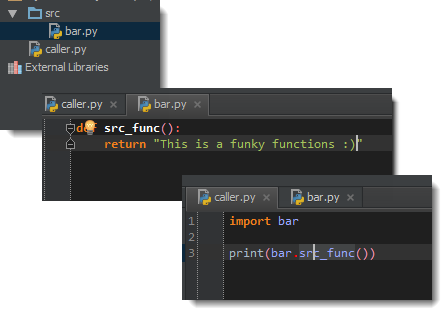 src
bar.py
caller.py
External Libraries
caller.py × bar.py ×
def src_func():
return "This is a funky functions :)"
caller.py × bar.py ×
1 import bar
2
3 print(bar.src_func())